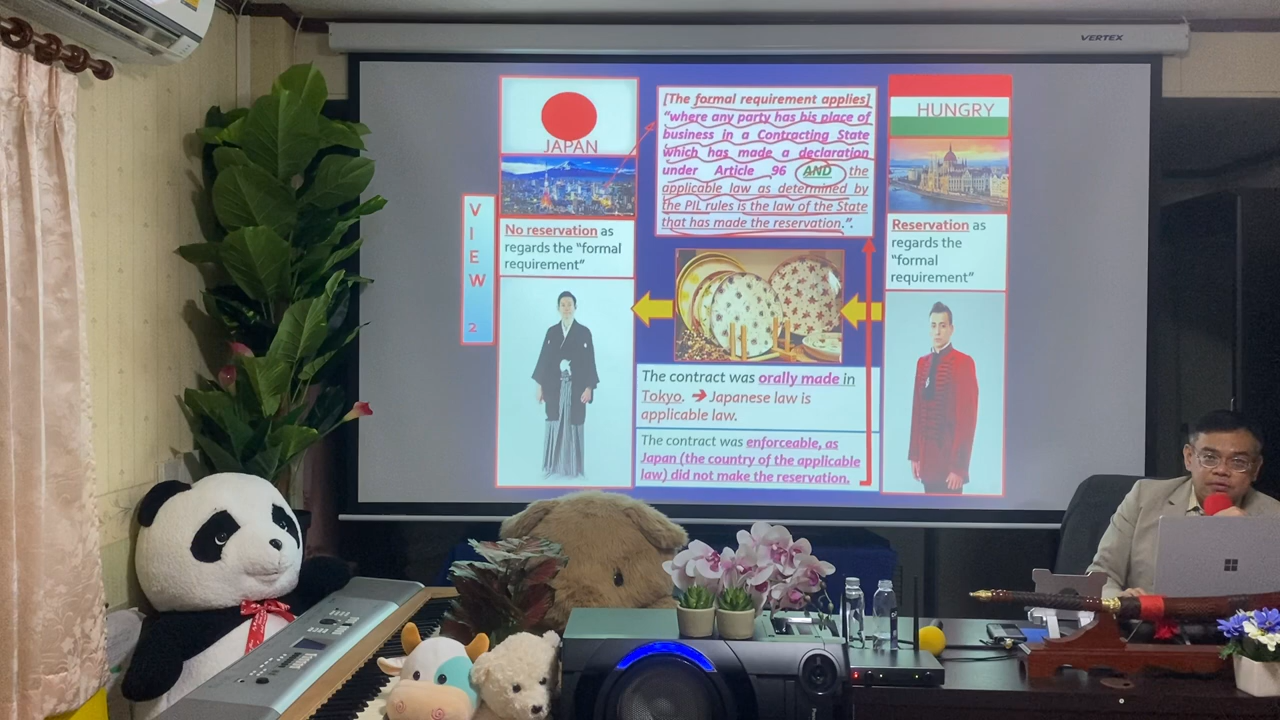 VERTEX
JAPAN
No reservation as
regards the “formal
requirement”
VIEW
2
[The formal requirement applies]
“where any party has his place of
business in a Contracting State
which has made a declaration
under Article 96 AND the
applicable law as determined by
the PIL rules is the law of the State
that has made the reservation.”.
The contract was orally made in
Tokyo. ➔ Japanese law is
applicable law.
The contract was enforceable, as
Japan (the country of the applicable
law) did not make the reservation.
HUNGRY
Reservation as
regards the
“formal
requirement”